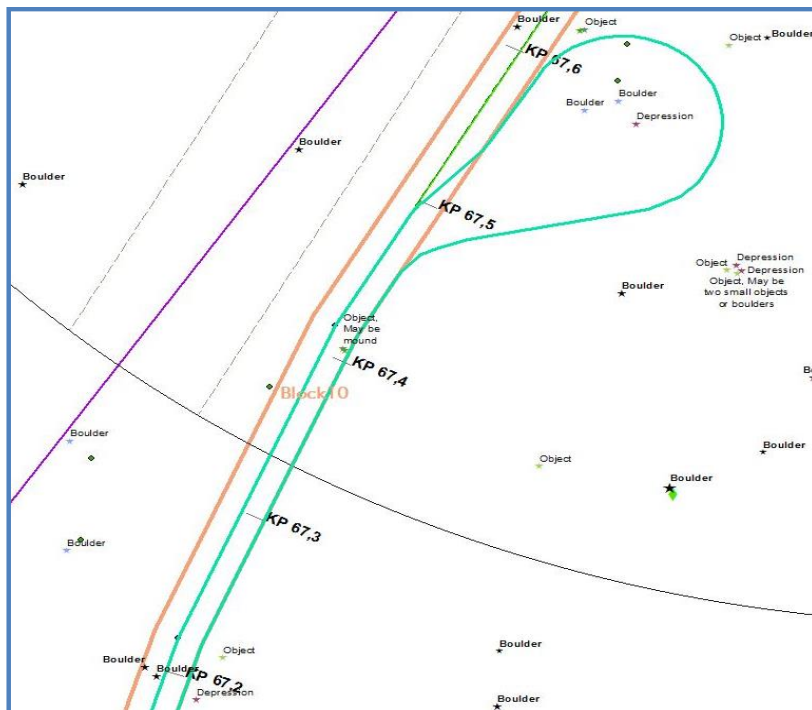 Boulder
Object
Object
Boulder
KP 67,6
Boulder
Boulder
Depression
Boulder
Boulder
KP 67,5
Depression
Object
Depression
Object, May be
two small objects
or boulders
Boulder
Object,
May be
mound
KP 67,4
Block10
Boulder
Boulder
Object
Boulder
KP 67,3
Boulder
Boulder
Object
Boulder
Boulder
KP 67,2
Depression
Boulder